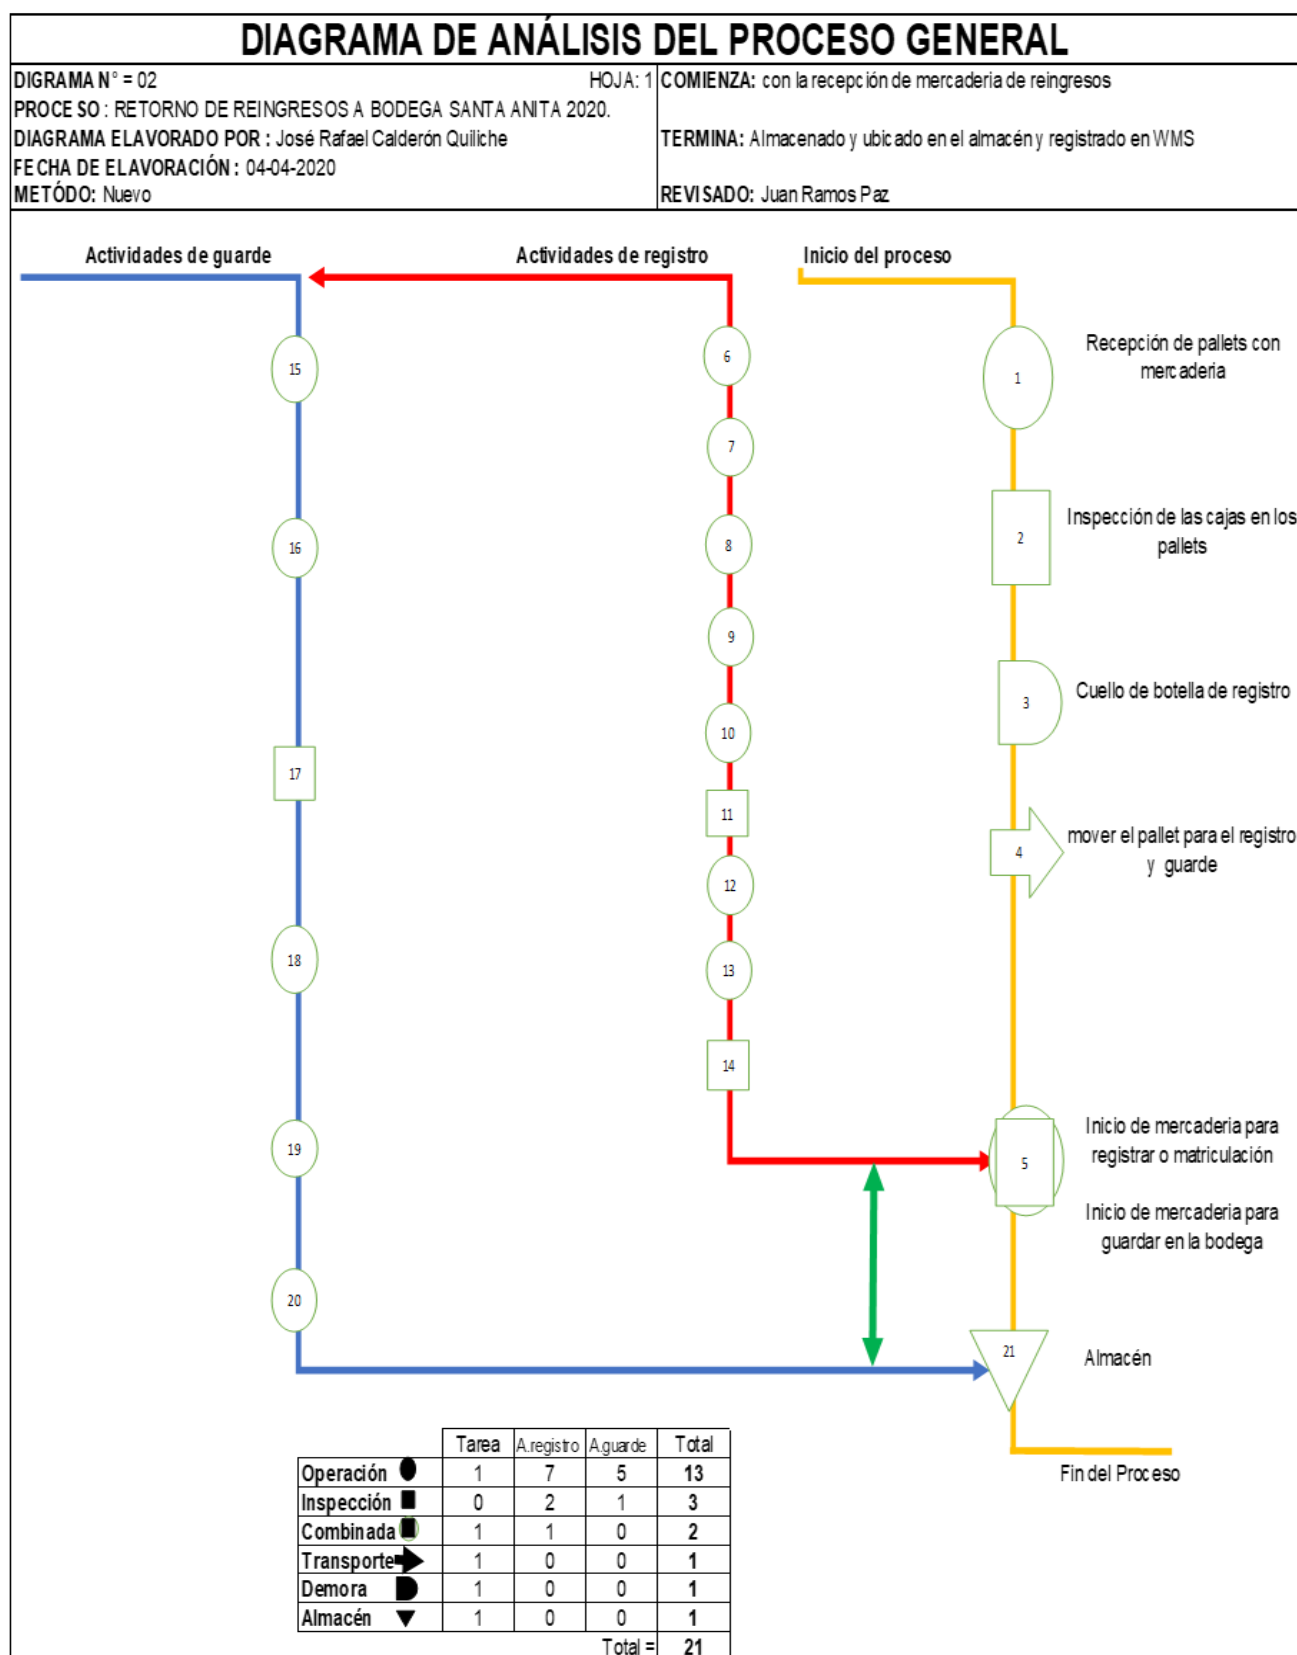 DIAGRAMA DE ANÁLISIS DEL PROCESO GENERAL
DIGRAMA N° = 02 HOJA: 1
PROCESO : RETORNO DE REINGRESOS A BODEGA SANTA ANITA 2020.
DIAGRAMA ELAVORADO POR : José Rafael Calderón Quiliche
FECHA DE ELAVORACIÓN : 04-04-2020
METÓDO: Nuevo
COMIENZA: con la recepción de mercaderia de reingresos
TERMINA: Almacenado y ubicado en el almacén y registrado en WMS
REVISADO: Juan Ramos Paz
Actividades de guarde
Actividades de registro
Inicio del proceso
15
16
17
18
19
20
6
7
8
9
10
11
12
13
14
1
Recepción de pallets con
mercaderia
2
Inspección de las cajas en los
pallets
3
Cuello de botella de registro
4
mover el pallet para el registro
y guarde
5
Inicio de mercaderia para
registrar o matriculación
Inicio de mercaderia para
guardar en la bodega
21
Almacén
Fin del Proceso
Tarea A.registro A.guarde Total
Operación 1 7 5 13
Inspección 0 2 1 3
Combinada 1 1 0 2
Transporte 1 0 0 1
Demora 1 0 0 1
Almacén 1 0 0 1
Total = 21